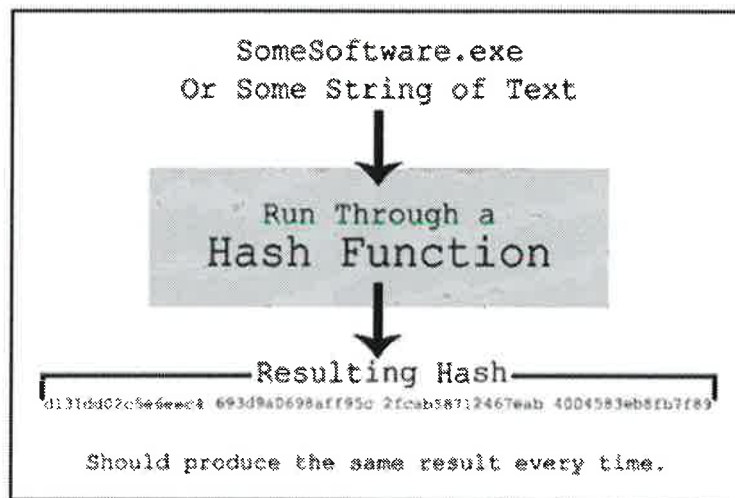 SomeSoftware.exe
Or Some String of Text
Run Through a
Hash Function
Resulting Hash
d131dd02c5e6eec4 693d9a0698aff95c 2fcab58712467eab 4004583eb8fb7f89
Should produce the same result every time.